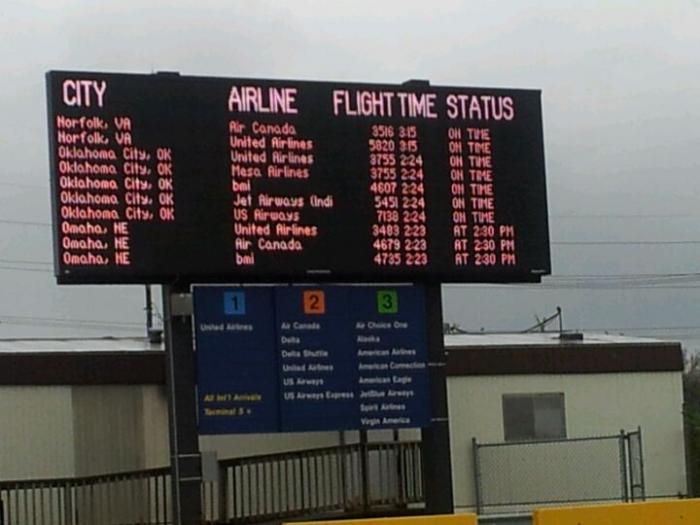 CITY AIRLINE FLIGHT TIME STATUS
Norfolk, VA Air Canada 3516 3:15 ON TIME
Norfolk, VA United Airlines 5820 3:15 ON TIME
Oklahoma City, OK United Airlines 3755 2:24 ON TIME
Oklahoma City, OK Mesa Airlines 3755 2:24 ON TIME
Oklahoma City, OK bmi 4607 2:24 ON TIME
Oklahoma City, OK Jet Airways (Indi 5451 2:24 ON TIME
Oklahoma City, OK US Airways 7138 2:24 ON TIME
Omaha, NE United Airlines 3483 2:23 AT 2:30 PM
Omaha, NE Air Canada 4679 2:23 AT 2:30 PM
Omaha, NE bmi 4735 2:23 AT 2:30 PM
1
United Airlines
All Int'l Arrivals
Terminal 5
2
Air Canada
Delta
Delta Shuttle
United Airlines
US Airways
US Airways Express
3
Air Choice One
Alaska
American Airlines
American Connection
American Eagle
JetBlue Airways
Spirit Airlines
Virgin America